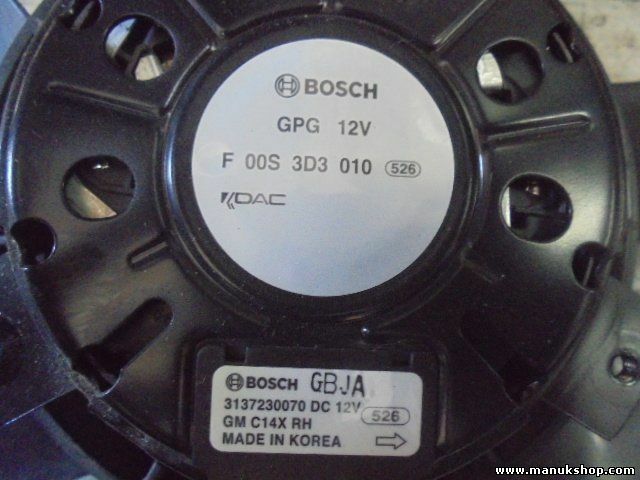 BOSCH
GPG 12V
F 00S 3D3 010 526
KDAC
BOSCH GBJA
3137230070 DC 12V 526
GM C14X RH
MADE IN KOREA
www.manukshop.com